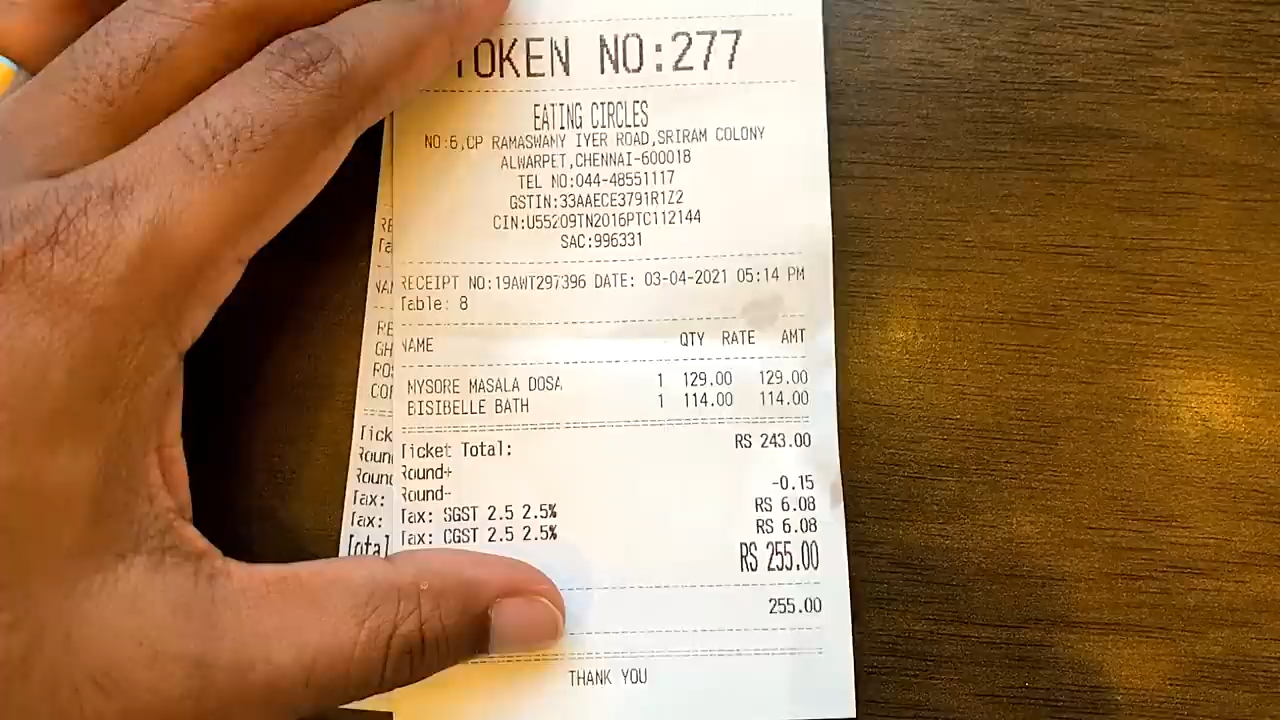 TOKEN NO:277
EATING CIRCLES
NO:6,CP RAMASWAMY IYER ROAD,SRIRAM COLONY
ALWARPET,CHENNAI-600018
TEL NO:044-48551117
GSTIN:33AAECE3791R1Z2
CIN:U55209TN2016PTC112144
SAC:996331
RECEIPT NO:19AWT297396 DATE: 03-04-2021 05:14 PM
Table: 8
NAME QTY RATE AMT
MYSORE MASALA DOSA 1 129.00 129.00
BISIBELLE BATH 1 114.00 114.00
Ticket Total: RS 243.00
Round+
Round- -0.15
Tax: SGST 2.5 2.5% RS 6.08
Tax: CGST 2.5 2.5% RS 6.08
RS 255.00
255.00
THANK YOU
Tax:
Tax:
Total